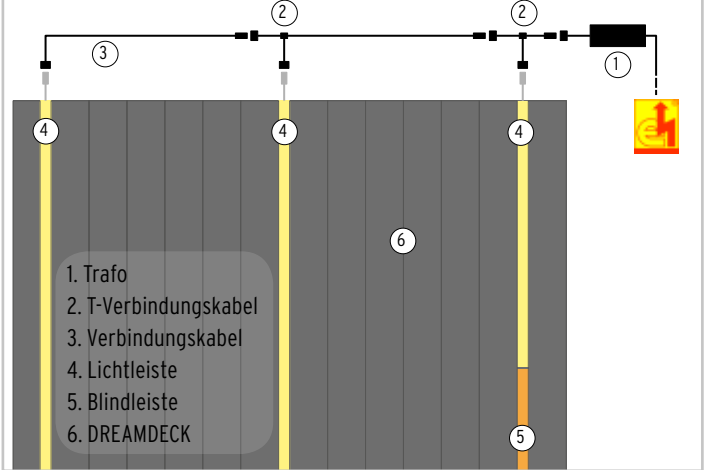 2
2
3
1
4
4
4
6
1. Trafo
2. T-Verbindungskabel
3. Verbindungskabel
4. Lichtleiste
5. Blindleiste
6. DREAMDECK
5